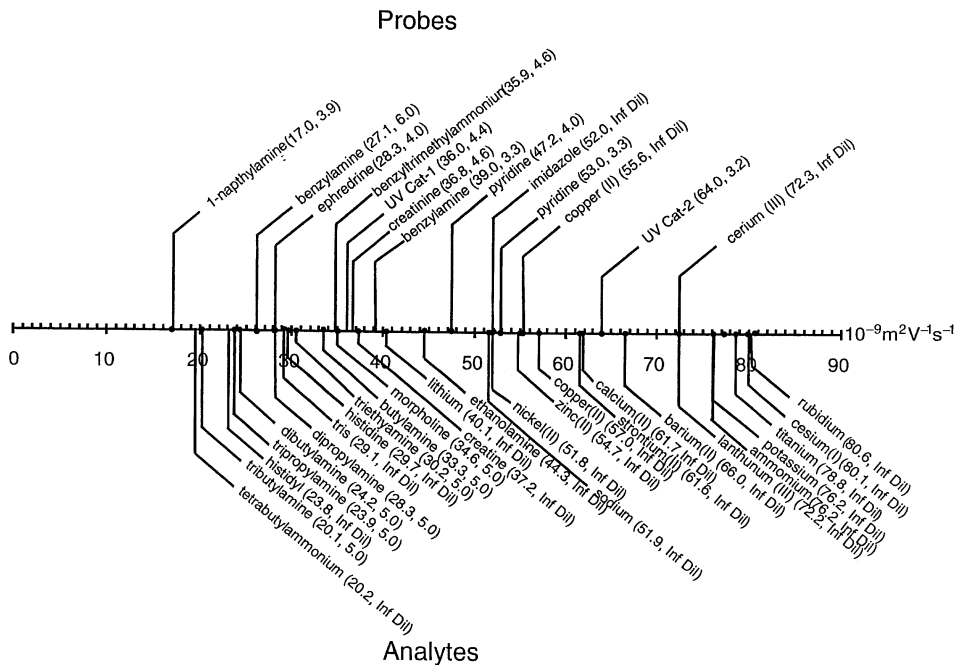 Probes
1-napthylamine (17.0, 3.9)
benzylamine (27.1, 6.0)
ephredrine (28.3, 4.0)
benzyltrimethylammoniun (35.9, 4.6)
UV Cat-1 (36.0, 4.4)
creatinine (36.8, 4.6)
benzylamine (39.0, 3.3)
pyridine (47.2, 4.0)
imidazole (52.0, Inf Dil)
pyridine (53.0, 3.3)
copper (II) (55.6, Inf Dil)
UV Cat-2 (64.0, 3.2)
cerium (III) (72.3, Inf Dil)
10⁻⁹m²V⁻¹s⁻¹
0 10 20 30 40 50 60 70 80 90
tetrabutylammonium (20.2, Inf Dil)
tributylamine (20.1, 5.0)
histidyl (23.8, Inf Dil)
tripropylamine (23.9, 5.0)
dibutylamine (24.2, 5.0)
dipropylamine (28.3, 5.0)
tris (29.1, Inf Dil)
histidine (29.7, Inf Dil)
triethyamine (30.2, 5.0)
butylamine (33.3, 5.0)
morpholine (34.6, 5.0)
creatine (37.2, Inf Dil)
lithium (40.1, Inf Dil)
ethanolamine (44.3, Inf Dil)
nickel(II) (51.8, Inf Dil)
sodium (51.9, Inf Dil)
zinc(II) (54.7, Inf Dil)
copper(II) (57.0, Inf Dil)
strontium(II) (61.6, Inf Dil)
calcium(II) (61.7, Inf Dil)
barium(II) (66.0, Inf Dil)
lanthunum (II) (72.2, Inf Dil)
ammonium (76.2, Inf Dil)
potassium (76.2, Inf Dil)
titanium (78.8, Inf Dil)
cesium(I) (80.1, Inf Dil)
rubidium (80.6, Inf Dil)
Analytes